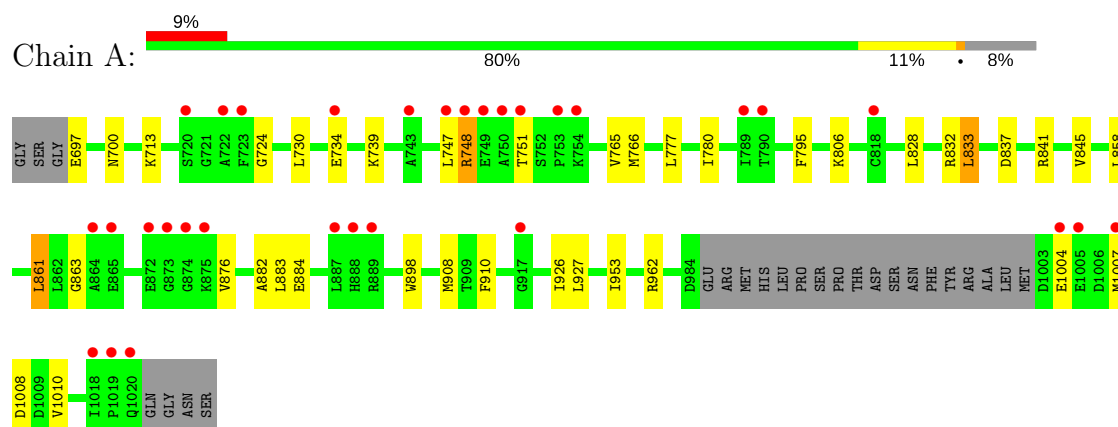 9%
Chain A:
80% 11% • 8%
GLY SER GLY E697 N700 K713 S720 G721 A722 F723 G724 L730 E734 K739 A743 L747 R748 E749 A750 T751 S752 P753 K754 V765 M766 L777 I780 I789 T790 F795 K806 C818 L828 R832 L833 D837 R841 V845 L858
L861 L862 G863 A864 E865 E872 G873 G874 K875 V876 A882 L883 E884 L887 H888 R889 W898 M908 T909 F910 G917 I926 L927 I953 R962 D984 GLU ARG MET HIS LEU PRO SER PRO THR ASP SER ASN PHE TYR ARG ALA LEU MET D1003 E1004 E1005 D1006 M1007
D1008 D1009 V1010 I1018 P1019 Q1020 GLN GLY ASN SER